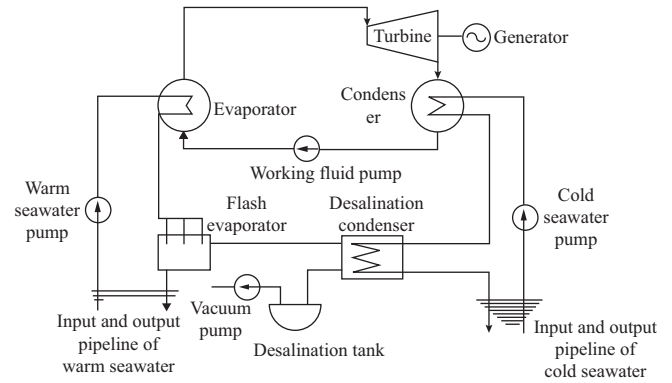 Turbine
Generator
Evaporator
Condens
er
Working fluid pump
Warm
seawater
pump
Flash
evaporator
Desalination
condenser
Cold
seawater
pump
Vacuum
pump
Desalination tank
Input and output
pipeline of
warm seawater
Input and output
pipeline of
cold seawater